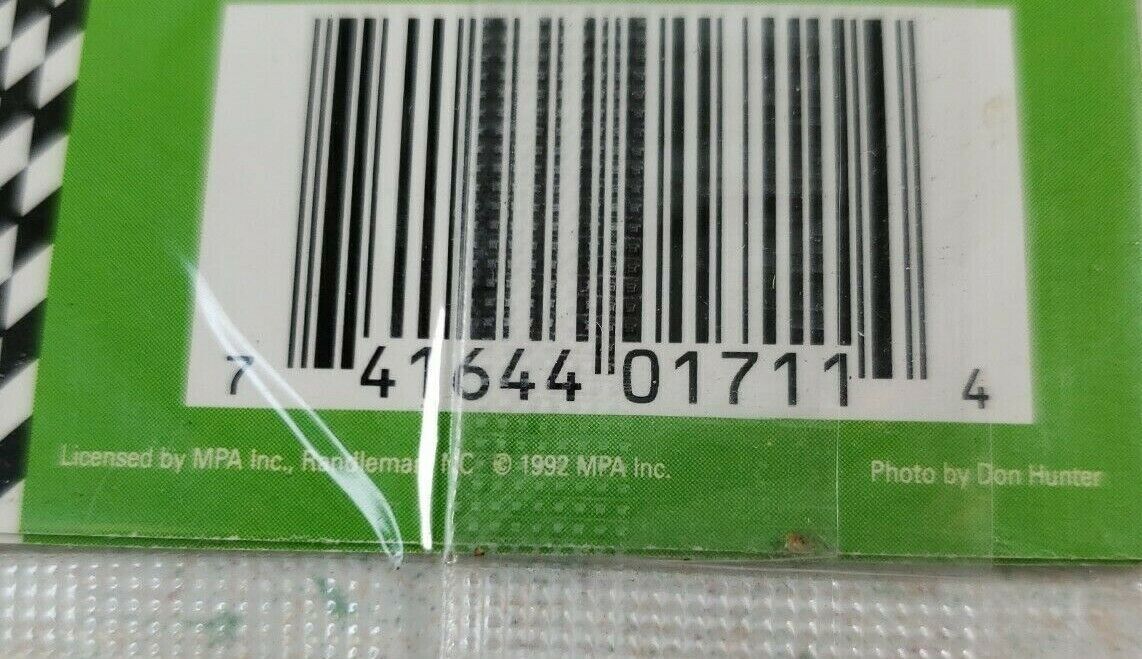 7 41644 01711 4
Licensed by MPA Inc., Randleman NC © 1992 MPA Inc.
Photo by Don Hunter